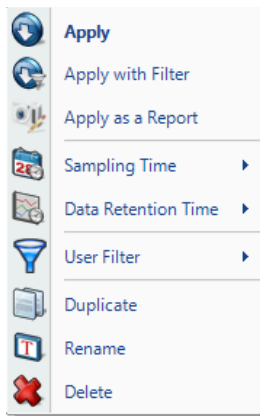 Apply
Apply with Filter
Apply as a Report
Sampling Time
Data Retention Time
User Filter
Duplicate
Rename
Delete